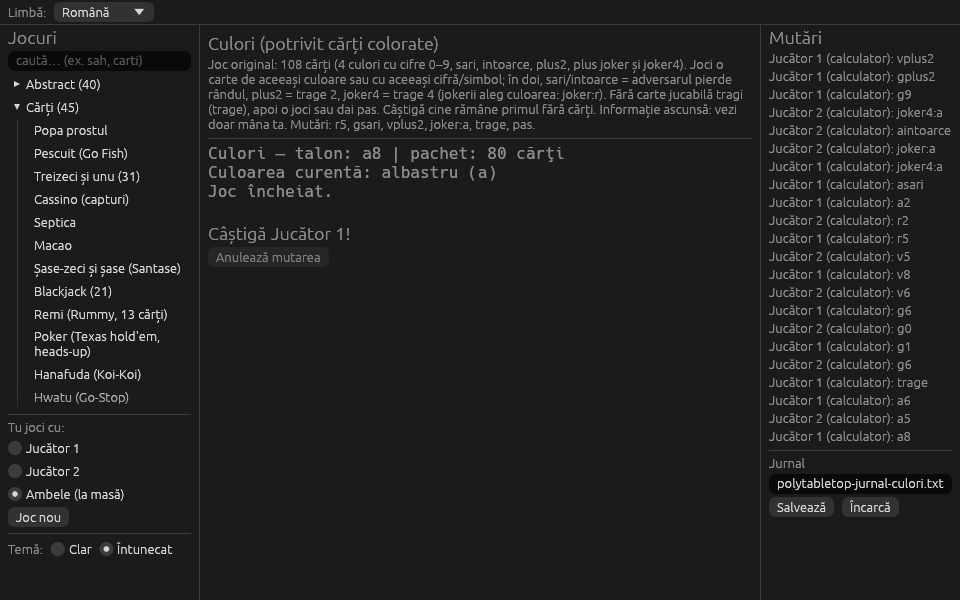 Limbă: Română
Jocuri
caută... (ex. sah, carti)
Abstract (40)
Cărți (45)
Popa prostul
Pescuit (Go Fish)
Treizeci și unu (31)
Cassino (capturi)
Septica
Macao
Șase-zeci și șase (Santase)
Blackjack (21)
Remi (Rummy, 13 cărți)
Poker (Texas hold'em,
heads-up)
Hanafuda (Koi-Koi)
Hwatu (Go-Stop)
Tu joci cu:
Jucător 1
Jucător 2
Ambele (la masă)
Joc nou
Temă: Clar Întunecat
Culori (potrivit cărți colorate)
Joc original: 108 cărți (4 culori cu cifre 0–9, sari, intoarce, plus2, plus joker și joker4). Joci o
carte de aceeași culoare sau cu aceeași cifră/simbol; în doi, sari/intoarce = adversarul pierde
rândul, plus2 = trage 2, joker4 = trage 4 (jokerii aleg culoarea: joker:r). Fără carte jucabilă tragi
(trage), apoi o joci sau dai pas. Câștigă cine rămâne primul fără cărți. Informație ascunsă: vezi
doar mâna ta. Mutări: r5, gsari, vplus2, joker:a, trage, pas.
Culori — talon: a8 | pachet: 80 cărți
Culoarea curentă: albastru (a)
Joc încheiat.
Câștigă Jucător 1!
Anulează mutarea
Mutări
Jucător 1 (calculator): vplus2
Jucător 1 (calculator): gplus2
Jucător 1 (calculator): g9
Jucător 2 (calculator): joker4:a
Jucător 2 (calculator): aintoarce
Jucător 2 (calculator): joker:a
Jucător 1 (calculator): joker4:a
Jucător 1 (calculator): asari
Jucător 1 (calculator): a2
Jucător 2 (calculator): r2
Jucător 1 (calculator): r5
Jucător 2 (calculator): v5
Jucător 1 (calculator): v8
Jucător 2 (calculator): v6
Jucător 1 (calculator): g6
Jucător 2 (calculator): g0
Jucător 1 (calculator): g1
Jucător 2 (calculator): g6
Jucător 1 (calculator): trage
Jucător 1 (calculator): a6
Jucător 2 (calculator): a5
Jucător 1 (calculator): a8
Jurnal
polytabletop-jurnal-culori.txt
Salvează Încarcă